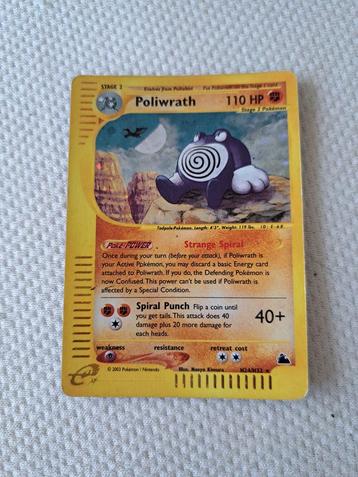 STAGE 2
Evolves from Poliwhirl
Put Poliwrath on the Stage 1 card
Poliwrath
110 HP
Stage 2 Pokémon
Tadpole Pokémon, Length: 4' 3", Weight: 119 lbs.
Poké-POWER
Strange Spiral
Once during your turn (before your attack), if Poliwrath is
your Active Pokémon, you may discard a basic Energy card
attached to Poliwrath. If you do, the Defending Pokémon is
now Confused. This power can't be used if Poliwrath is
affected by a Special Condition.
Spiral Punch Flip a coin until
you get tails. This attack does 40
damage plus 20 more damage for
each heads.
40+
weakness
resistance
retreat cost
© 2003 Pokémon / Nintendo
Illus. Naoyo Kimura
H24/H32